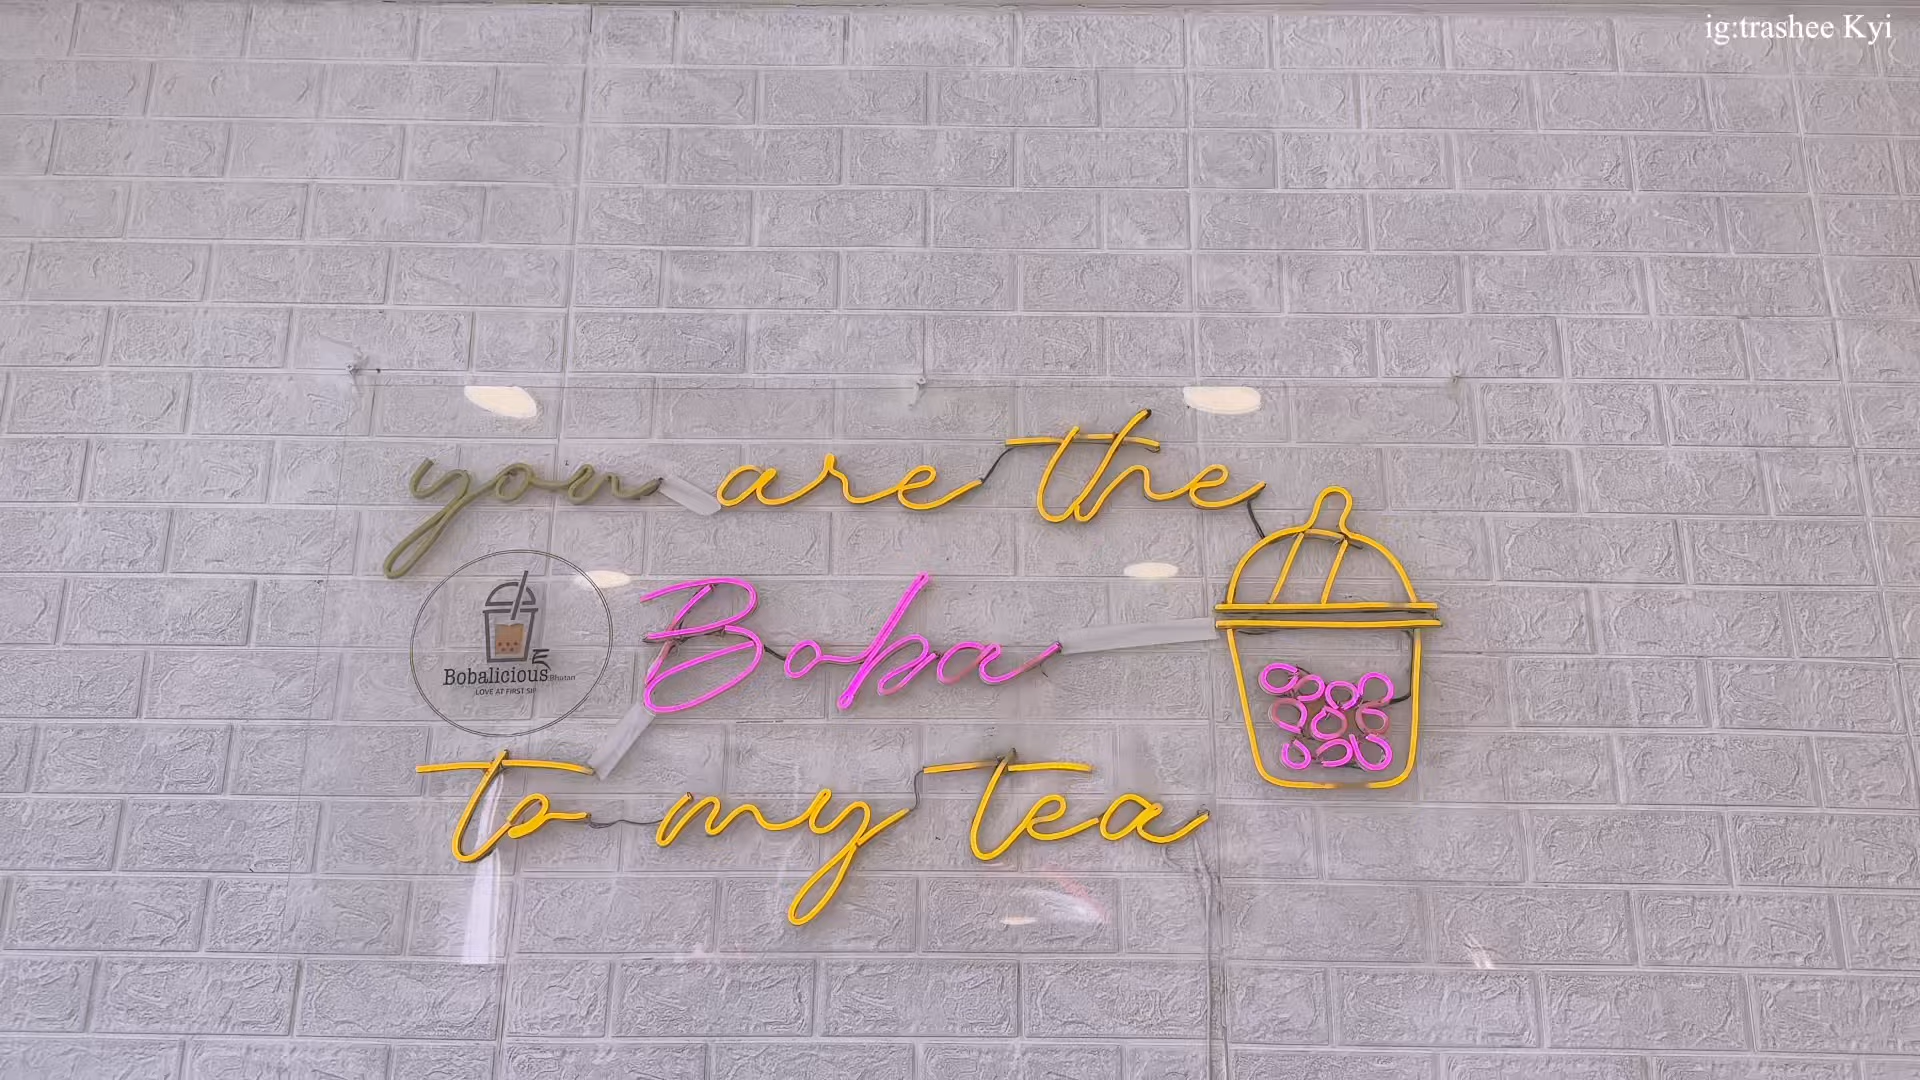 ig:trashee Kyi
you are the
Boba
to my tea
Bobalicious Bhutan
LOVE AT FIRST SIP